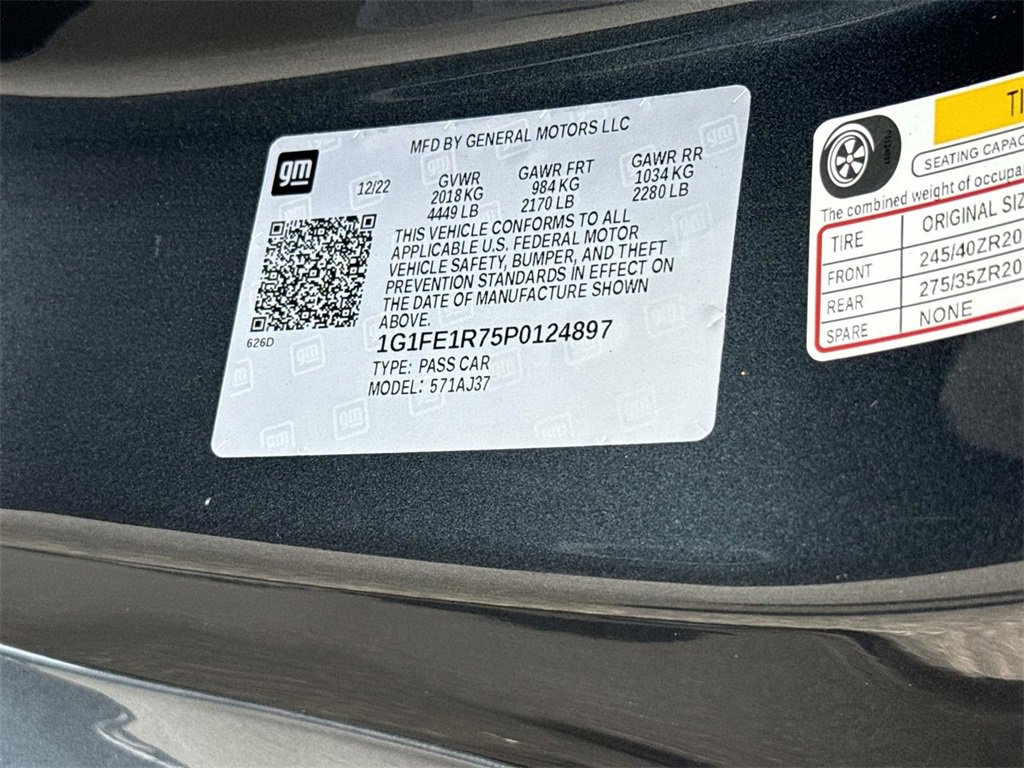 gm
MFD BY GENERAL MOTORS LLC
12/22
GVWR
2018 KG
4449 LB
GAWR FRT
984 KG
2170 LB
GAWR RR
1034 KG
2280 LB
THIS VEHICLE CONFORMS TO ALL
APPLICABLE U.S. FEDERAL MOTOR
VEHICLE SAFETY, BUMPER, AND THEFT
PREVENTION STANDARDS IN EFFECT ON
THE DATE OF MANUFACTURE SHOWN
ABOVE.
626D
1G1FE1R75P0124897
TYPE: PASS CAR
MODEL: 571AJ37
SEATING
The combined weight of
TIRE ORIGINAL
FRONT 245/40ZR20
REAR 275/35ZR20
SPARE NONE